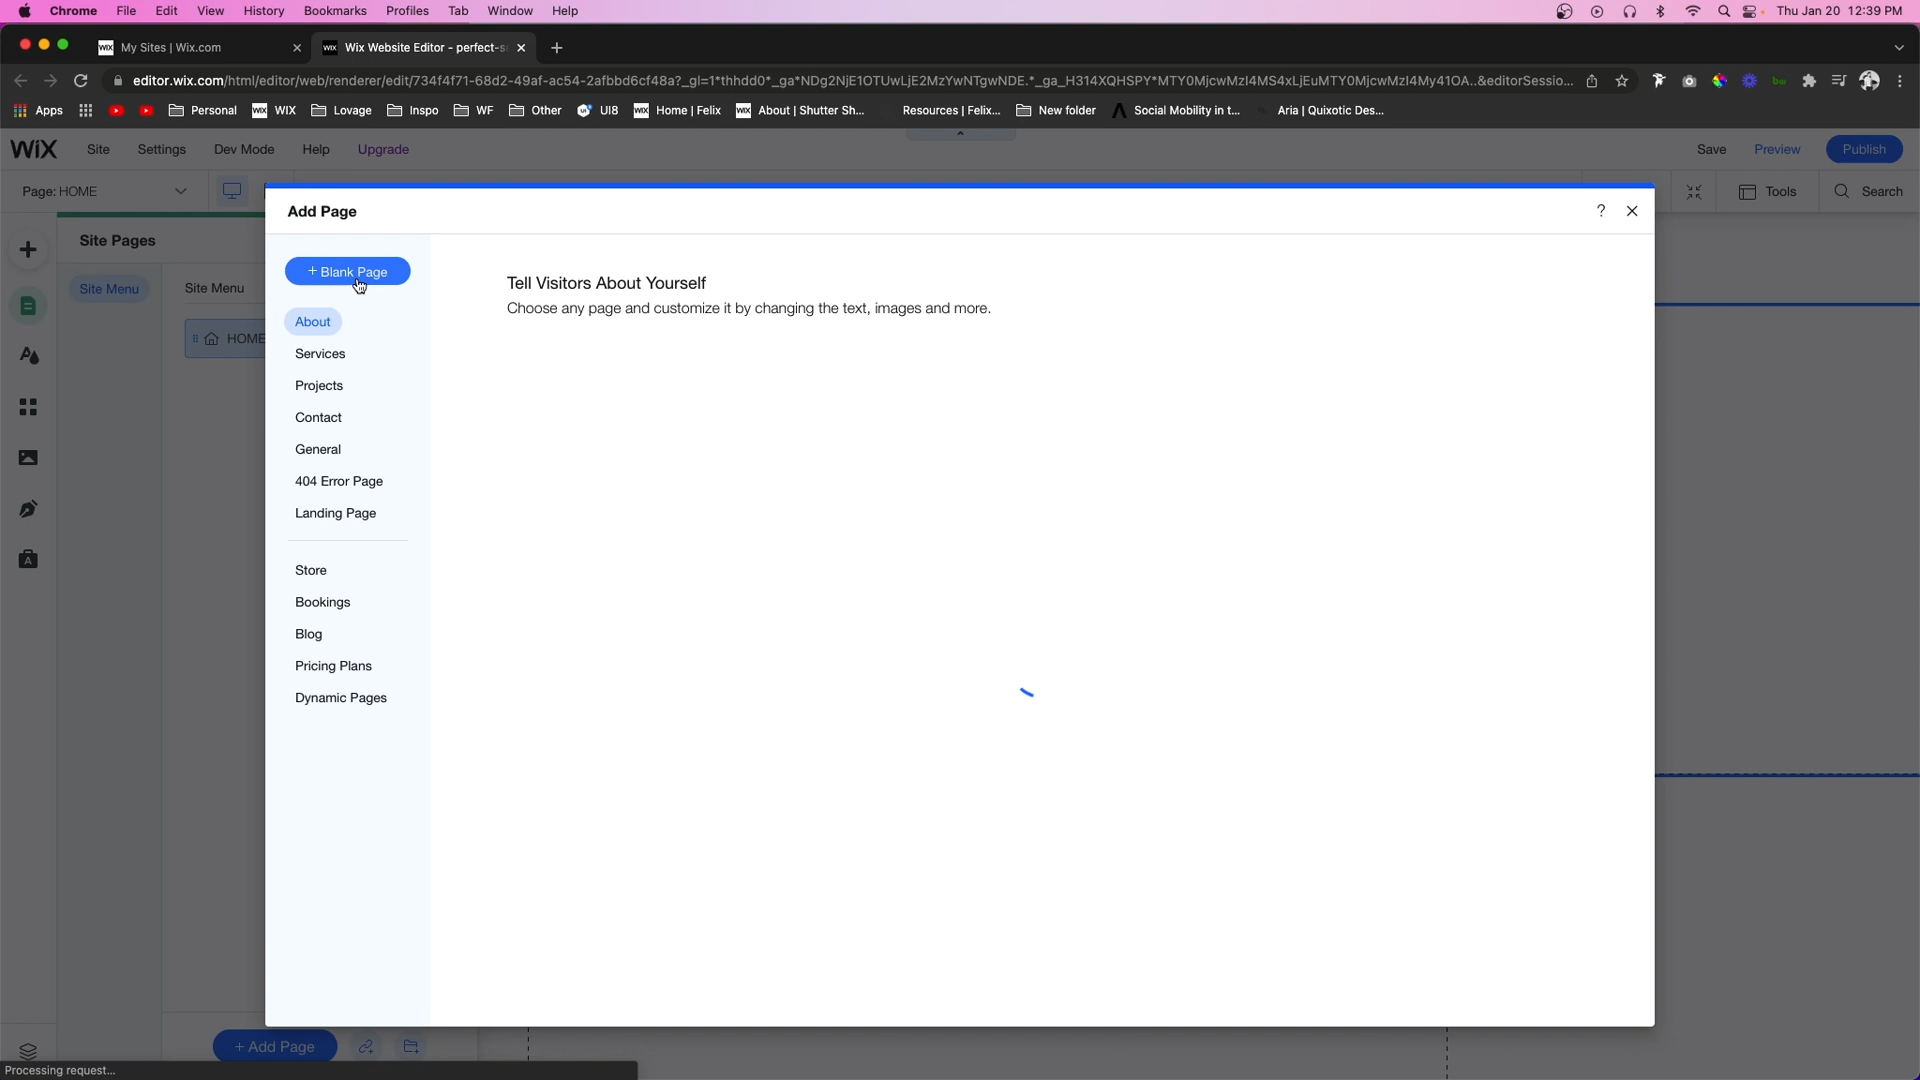 Chrome File Edit View History Bookmarks Profiles Tab Window Help Thu Jan 20 12:39 PM
WiX My Sites | Wix.com WiX Wix Website Editor - perfect-s
editor.wix.com/html/editor/web/renderer/edit/734f4f71-68d2-49af-ac54-2afbbd6cf48a?_gl=1*thhdd0*_ga*NDg2NjE1OTUwLjE2MzYwNTgwNDE.*_ga_H314XQHSPY*MTY0MjcwMzI4MS4xLjEuMTY0MjcwMzI4My41OA..&editorSessio...
Apps Personal WiX WIX Lovage Inspo WF Other UI8 WiX Home | Felix WiX About | Shutter Sh... Resources | Felix... New folder Social Mobility in t... Aria | Quixotic Des...
WiX Site Settings Dev Mode Help Upgrade Save Preview Publish
Page: HOME Tools Search
Add Page ?
Site Pages
+ Blank Page
Tell Visitors About Yourself
Site Menu Site Menu
Choose any page and customize it by changing the text, images and more.
About
HOME
Services
Projects
Contact
General
404 Error Page
Landing Page
Store
Bookings
Blog
Pricing Plans
Dynamic Pages
+ Add Page
Processing request...